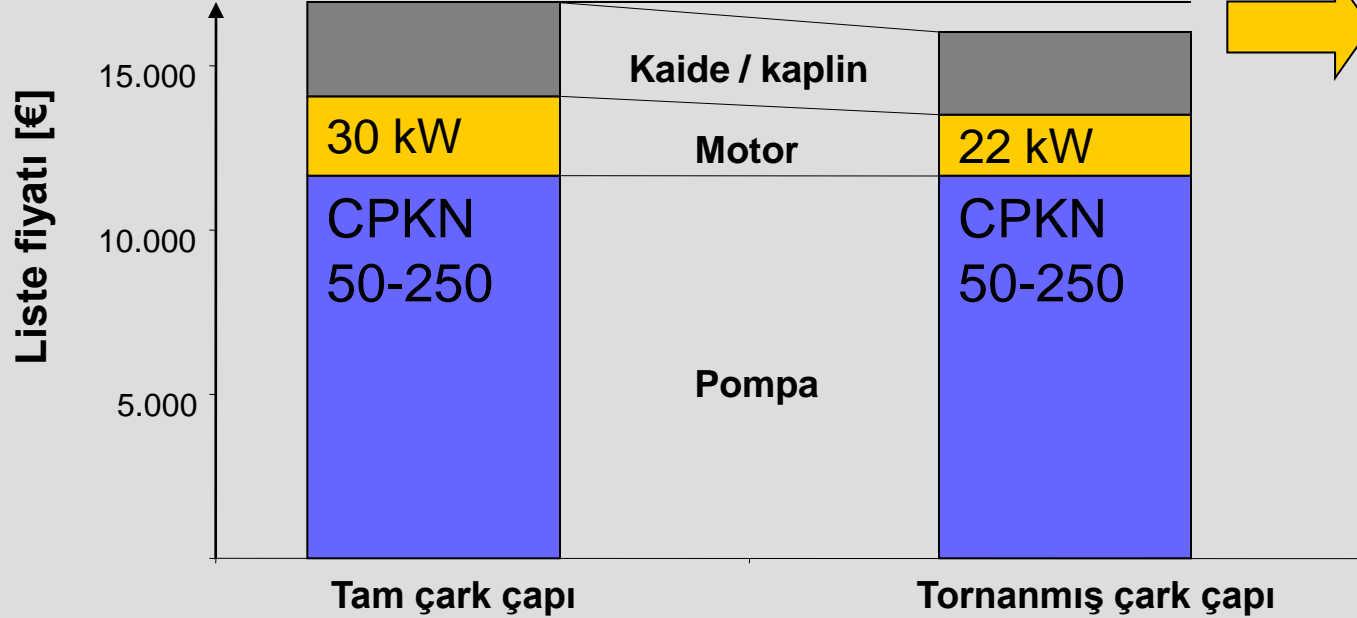 Liste fiyatı [€]
15.000
10.000
5.000
30 kW
CPKN
50-250
Kaide / kaplin
Motor
Pompa
22 kW
CPKN
50-250
Tam çark çapı
Tornanmış çark çapı